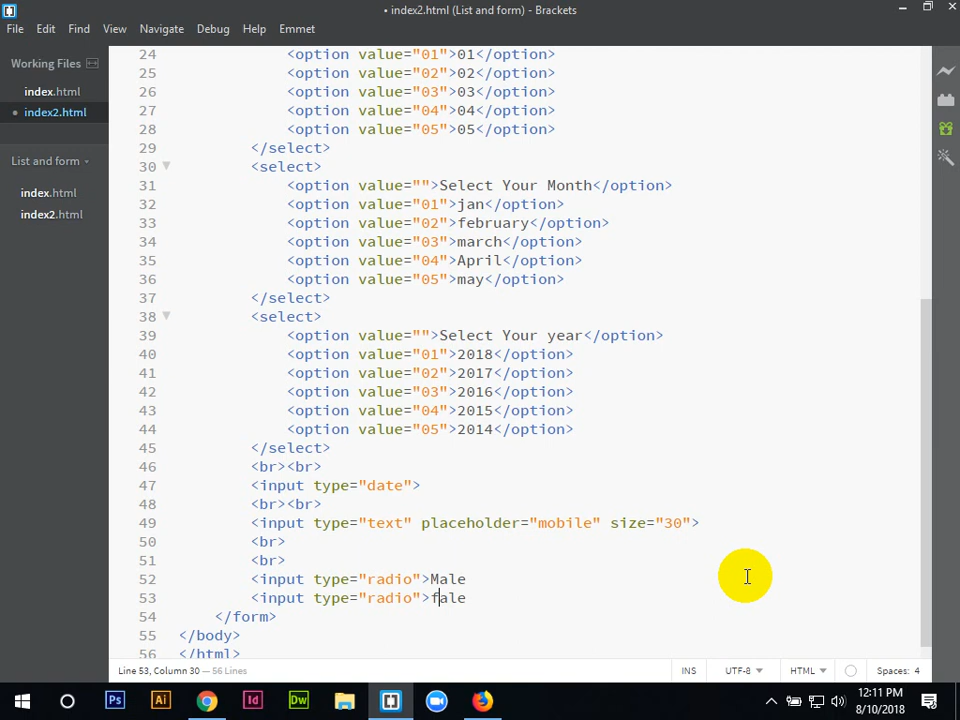 • index2.html (List and form) - Brackets
File Edit Find View Navigate Debug Help Emmet
Working Files
index.html
• index2.html
List and form
index.html
index2.html
24 <option value="01">01</option>
25 <option value="02">02</option>
26 <option value="03">03</option>
27 <option value="04">04</option>
28 <option value="05">05</option>
29 </select>
30 <select>
31 <option value="">Select Your Month</option>
32 <option value="01">jan</option>
33 <option value="02">february</option>
34 <option value="03">march</option>
35 <option value="04">April</option>
36 <option value="05">may</option>
37 </select>
38 <select>
39 <option value="">Select Your year</option>
40 <option value="01">2018</option>
41 <option value="02">2017</option>
42 <option value="03">2016</option>
43 <option value="04">2015</option>
44 <option value="05">2014</option>
45 </select>
46 <br><br>
47 <input type="date">
48 <br><br>
49 <input type="text" placeholder="mobile" size="30">
50 <br>
51 <br>
52 <input type="radio">Male
53 <input type="radio">fale
54 </form>
55 </body>
56 </html>
Line 53, Column 30 — 56 Lines
INS UTF-8 HTML Spaces: 4
Ps Ai Id Dw
12:11 PM
8/10/2018